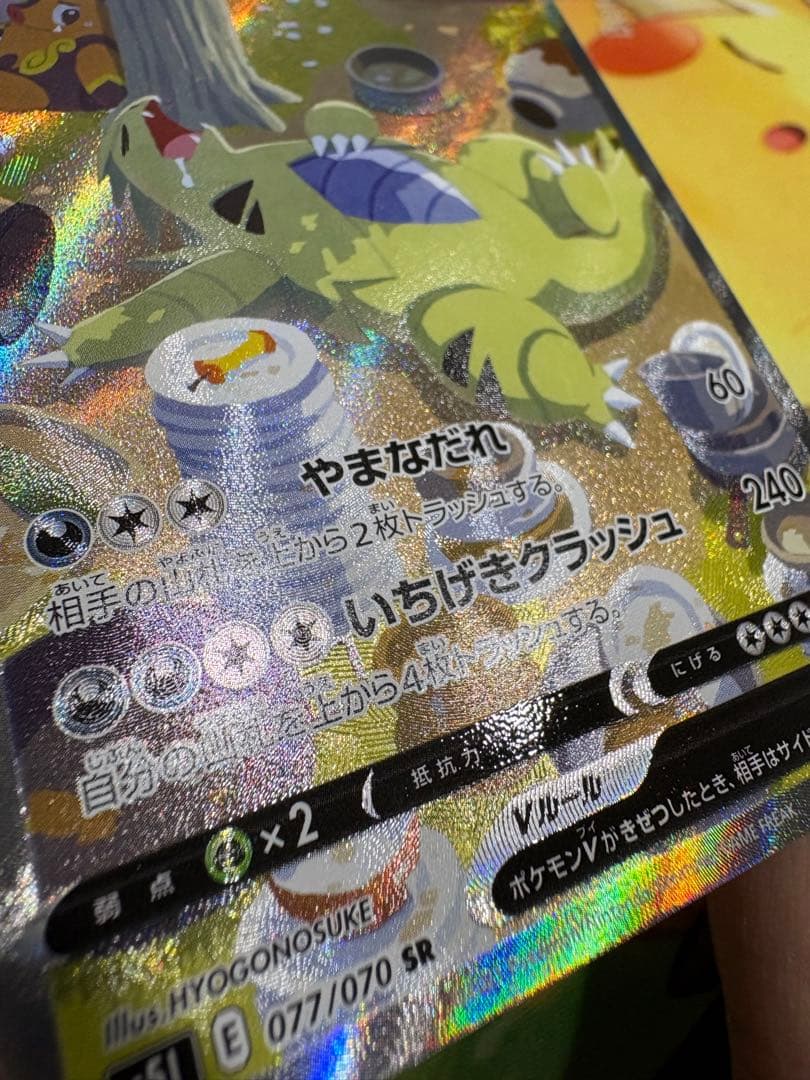 やまなだれ 60
相手の山札を上から2枚トラッシュする。
いちげきクラッシュ 240
自分の山札を上から4枚トラッシュする。
弱点 ×2 抵抗力 にげる
Vルール
ポケモンVがきぜつしたとき、相手はサイド
Illus. HYOGONOSUKE
E 077/070 SR
GAME FREAK